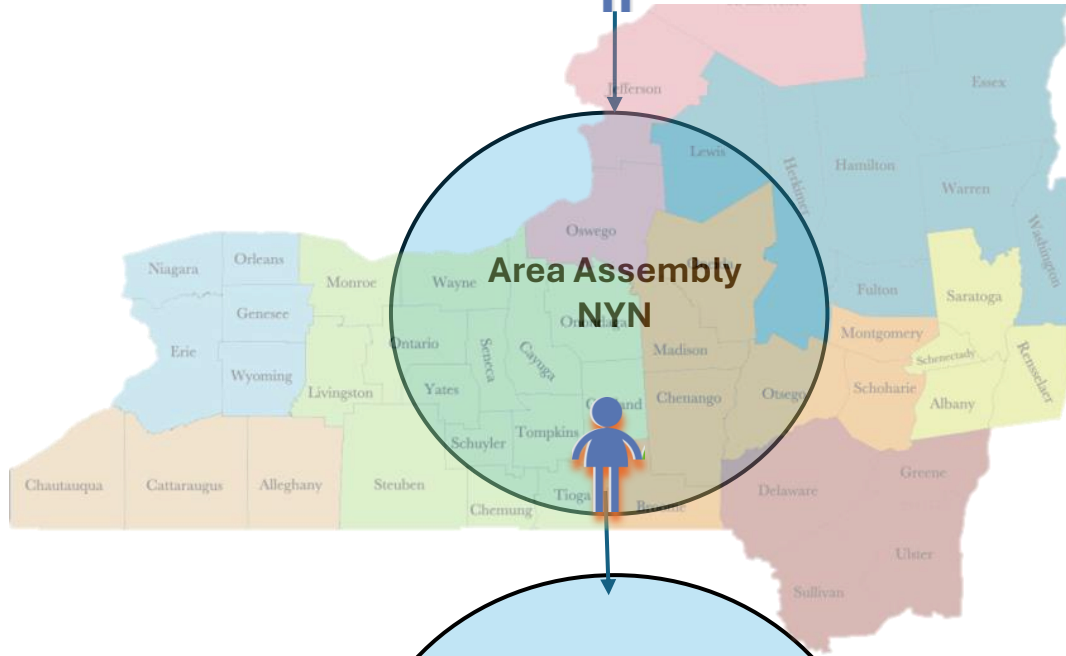 Jefferson
Essex
Lewis
Herkimer
Hamilton
Warren
Washington
Oswego
Niagara
Orleans
Monroe
Wayne
Area Assembly
NYN
Genesee
Fulton
Saratoga
Onondaga
Erie
Ontario
Seneca
Cayuga
Madison
Montgomery
Schenectady
Rensselaer
Wyoming
Livingston
Yates
Chenango
Otsego
Schoharie
Albany
Schuyler
Tompkins
Chautauqua
Cattaraugus
Alleghany
Steuben
Chemung
Tioga
Delaware
Greene
Ulster
Sullivan